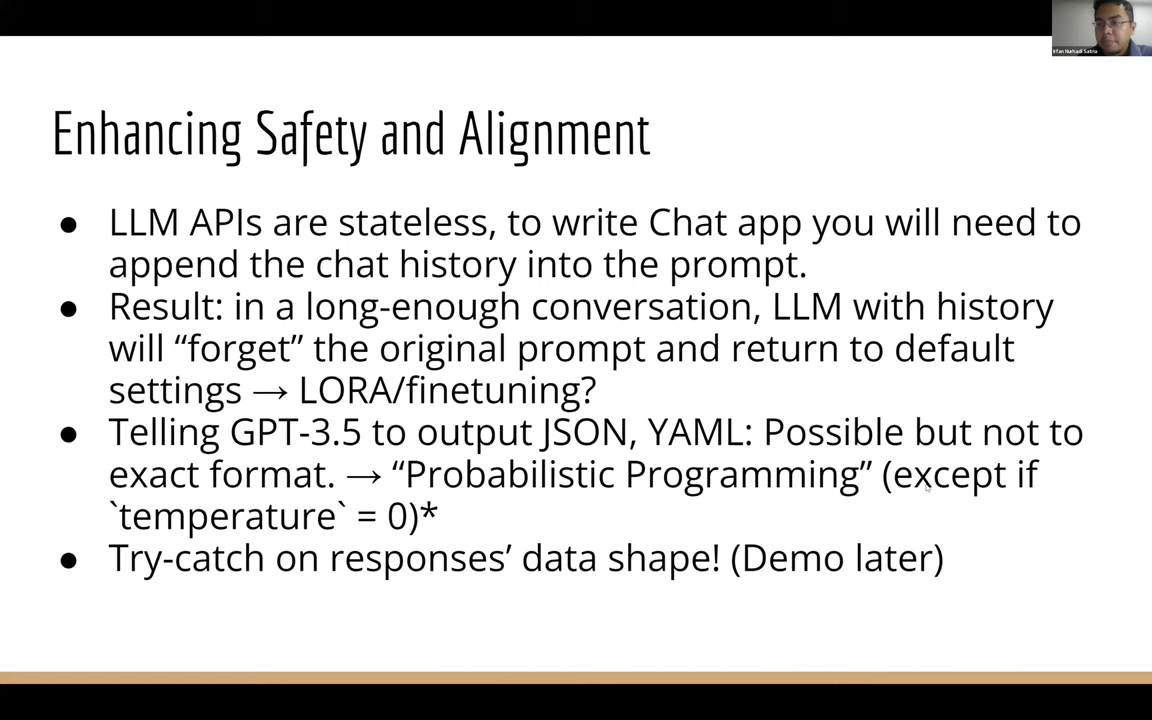 Irfan Nurhadi Satria
Enhancing Safety and Alignment
● LLM APIs are stateless, to write Chat app you will need to
append the chat history into the prompt.
● Result: in a long-enough conversation, LLM with history
will “forget” the original prompt and return to default
settings → LORA/finetuning?
● Telling GPT-3.5 to output JSON, YAML: Possible but not to
exact format. → “Probabilistic Programming” (except if
`temperature` = 0)*
● Try-catch on responses’ data shape! (Demo later)